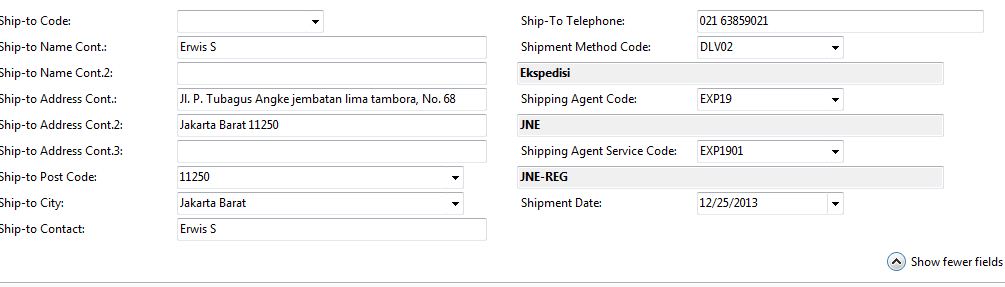 Ship-to Code:
Ship-to Name Cont.: Erwis S
Ship-to Name Cont.2:
Ship-to Address Cont.: Jl. P. Tubagus Angke jembatan lima tambora, No. 68
Ship-to Address Cont.2: Jakarta Barat 11250
Ship-to Address Cont.3:
Ship-to Post Code: 11250
Ship-to City: Jakarta Barat
Ship-to Contact: Erwis S
Ship-To Telephone: 021 63859021
Shipment Method Code: DLV02
Ekspedisi
Shipping Agent Code: EXP19
JNE
Shipping Agent Service Code: EXP1901
JNE-REG
Shipment Date: 12/25/2013
Show fewer fields